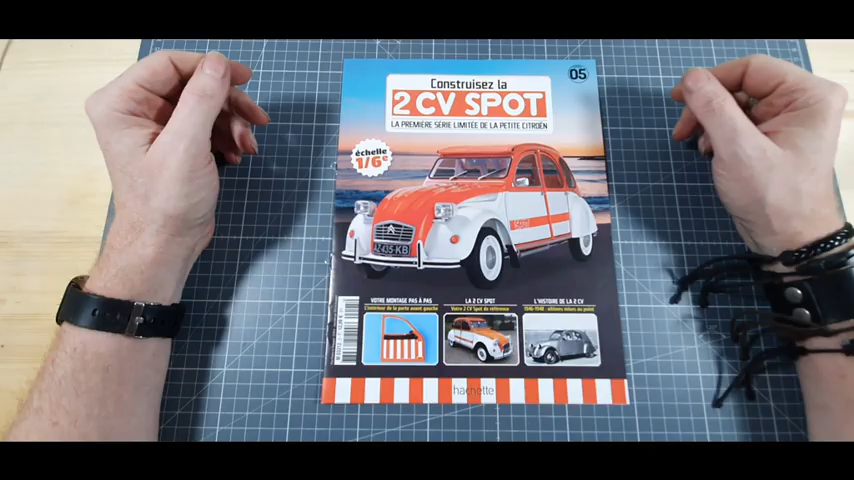 Construisez la
05
2 CV SPOT
LA PREMIÈRE SÉRIE LIMITÉE DE LA PETITE CITROËN
échelle
1/6e
SPOT
VOTRE MONTAGE PAS À PAS
L'intérieur de la porte avant gauche
LA 2 CV SPOT
Votre 2 CV Spot de référence
L'HISTOIRE DE LA 2 CV
1946-1948 : ultimes mises au point
hachette